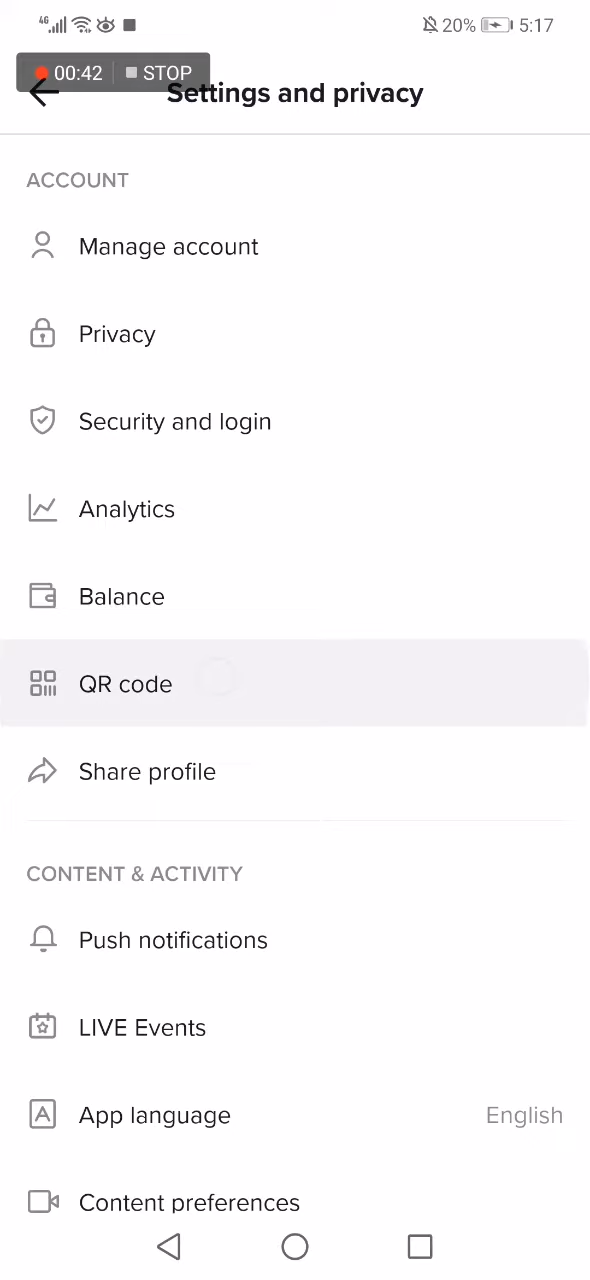 4G 20% 5:17
00:42 STOP
Settings and privacy
ACCOUNT
Manage account
Privacy
Security and login
Analytics
Balance
QR code
Share profile
CONTENT & ACTIVITY
Push notifications
LIVE Events
App language English
Content preferences